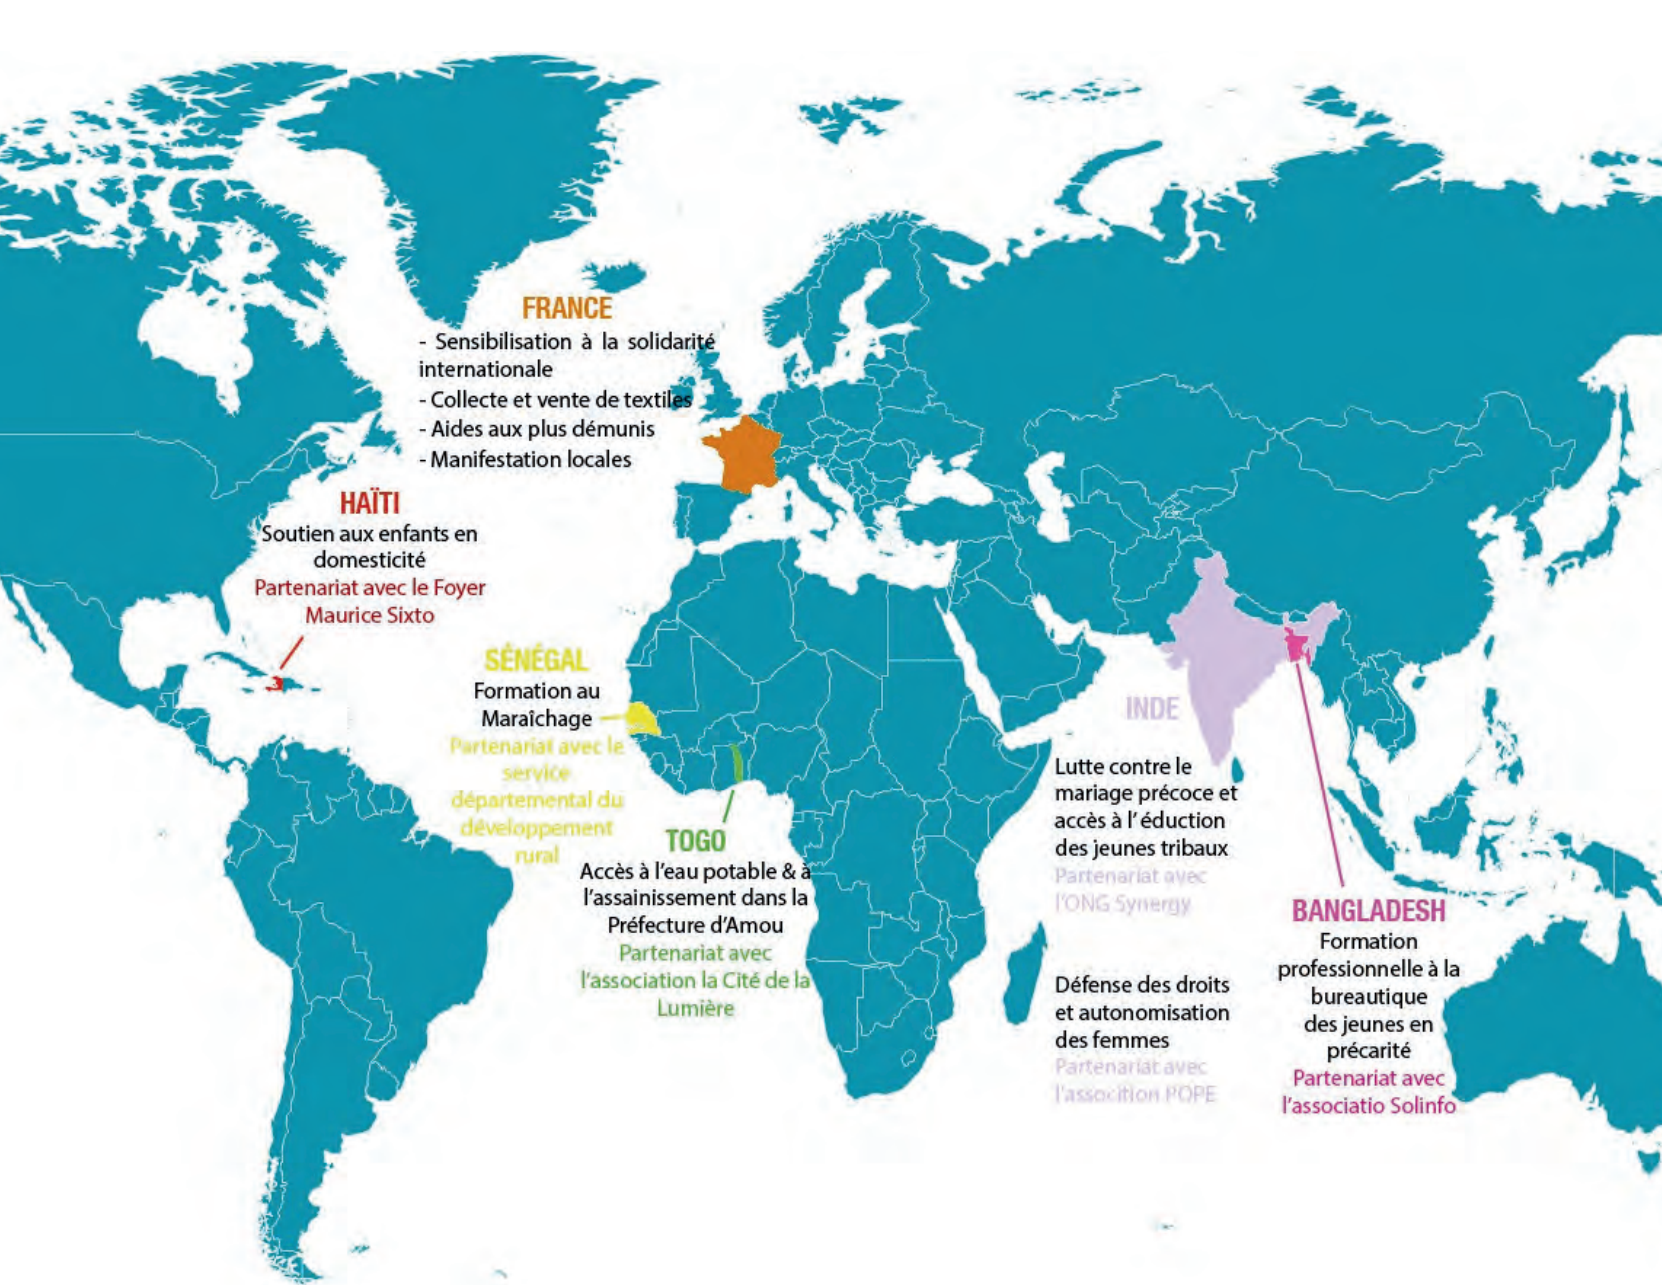 FRANCE
- Sensibilisation à la solidarité
internationale
- Collecte et vente de textiles
- Aides aux plus démunis
- Manifestation locales
HAÏTI
Soutien aux enfants en
domesticité
Partenariat avec le Foyer
Maurice Sixto
SÉNÉGAL
Formation au
Maraîchage
Partenariat avec le
service
départemental du
développement
rural
TOGO
Accès à l'eau potable & à
l'assainissement dans la
Préfecture d'Amou
Partenariat avec
l'association la Cité de la
Lumière
INDE
Lutte contre le
mariage précoce et
accès à l'éduction
des jeunes tribaux
Partenariat avec
l'ONG Synergy
Défense des droits
et autonomisation
des femmes
Partenariat avec
l'assocition POPE
BANGLADESH
Formation
professionnelle à la
bureautique
des jeunes en
précarité
Partenariat avec
l'associatio Solinfo